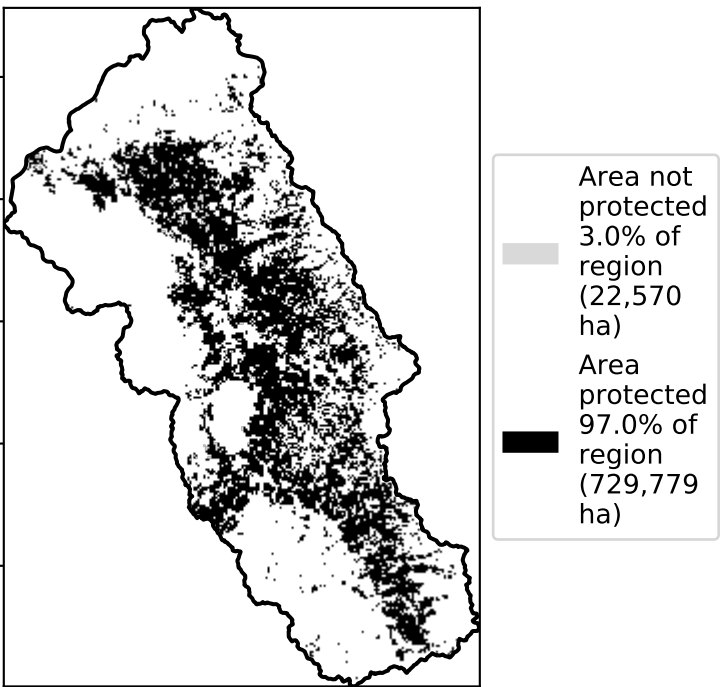 Area not
protected
3.0% of
region
(22,570
ha)
Area
protected
97.0% of
region
(729,779
ha)